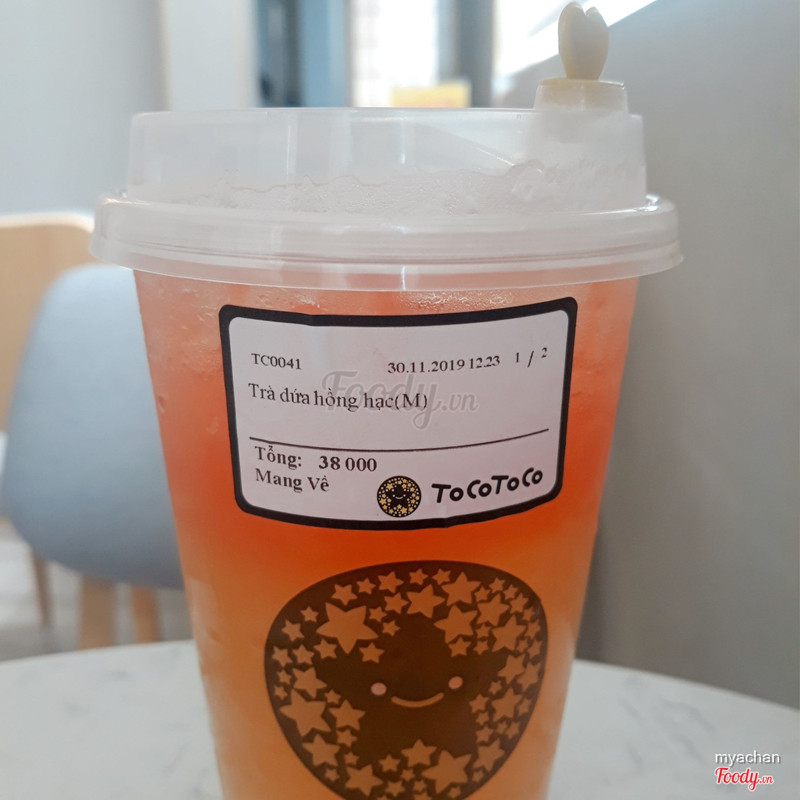 TC0041 30.11.2019 12.23 1 / 2
Trà dứa hồng hạc(M)
Foody.vn
Tổng: 38 000
Mang Về
ToCoToCo
myachan
Foody.vn